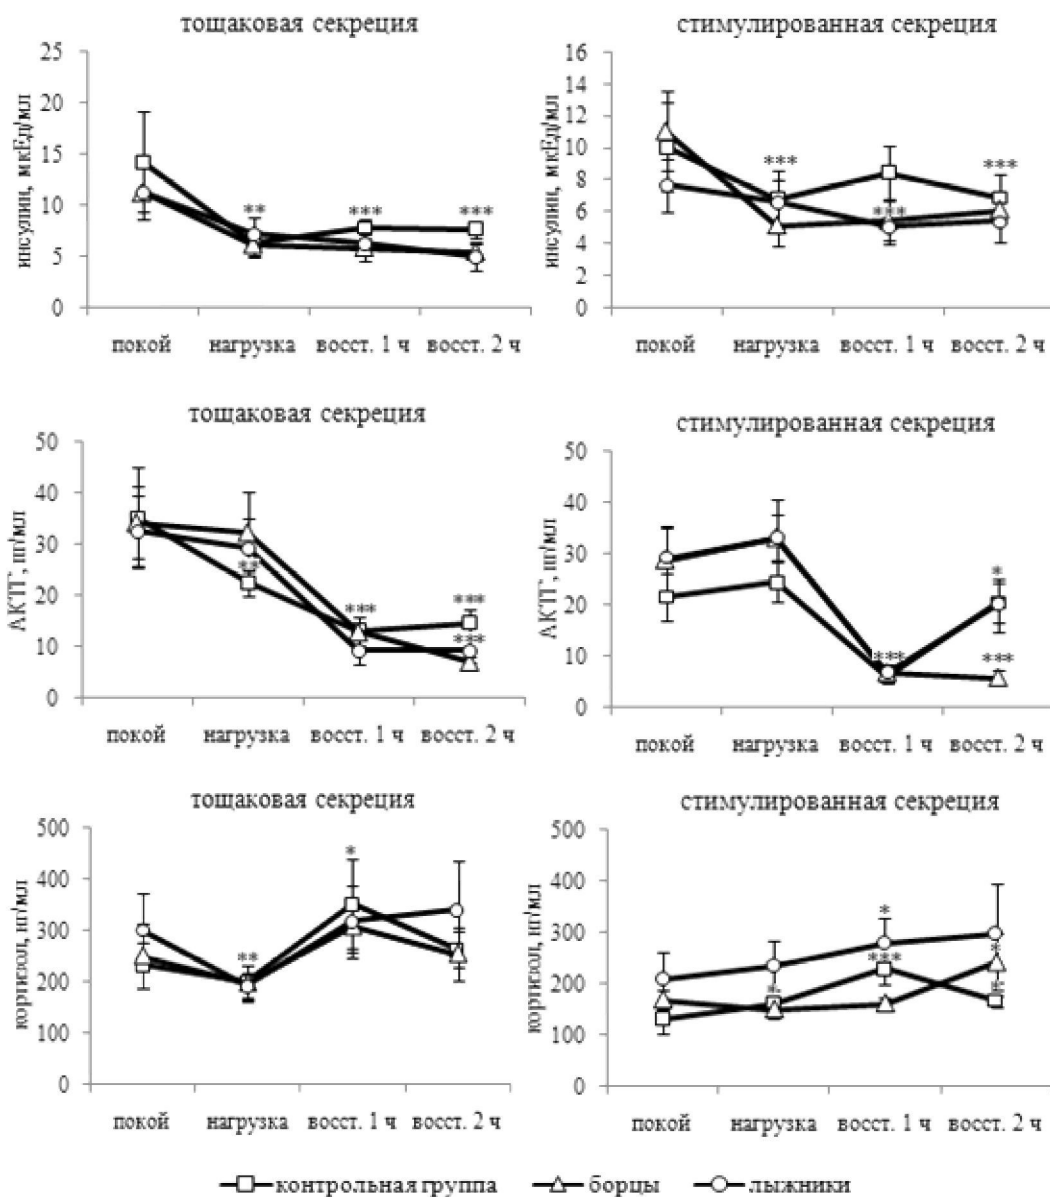 тощаковая секреция
стимулированная секреция
инсулин, мкЕд/мл
25
20
15
10
5
0
** *** ***
покой нагрузка восст. 1 ч восст. 2 ч
инсулин, мкЕд/мл
16
14
12
10
8
6
4
2
0
*** *** ***
покой нагрузка восст. 1 ч восст. 2 ч
тощаковая секреция
стимулированная секреция
АКТГ, пг/мл
50
40
30
20
10
0
** *** *** ***
покой нагрузка восст. 1 ч восст. 2 ч
АКТГ, пг/мл
50
40
30
20
10
0
*** * ***
покой нагрузка восст. 1 ч восст. 2 ч
тощаковая секреция
стимулированная секреция
кортизол, нг/мл
500
400
300
200
100
0
** *
покой нагрузка восст. 1 ч восст. 2 ч
кортизол, нг/мл
500
400
300
200
100
0
* * *** * *
покой нагрузка восст. 1 ч восст. 2 ч
контрольная группа борцы лыжники